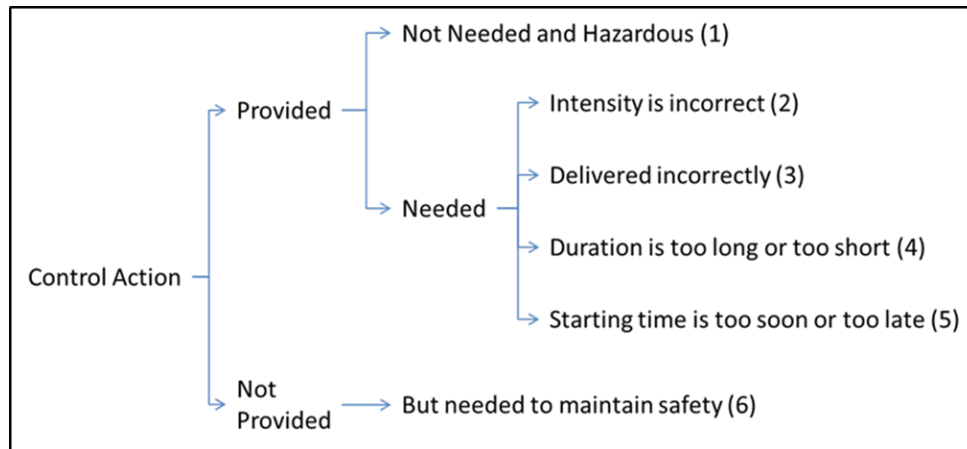 Not Needed and Hazardous (1)
Provided
Intensity is incorrect (2)
Delivered incorrectly (3)
Needed
Duration is too long or too short (4)
Control Action
Starting time is too soon or too late (5)
Not
Provided
But needed to maintain safety (6)